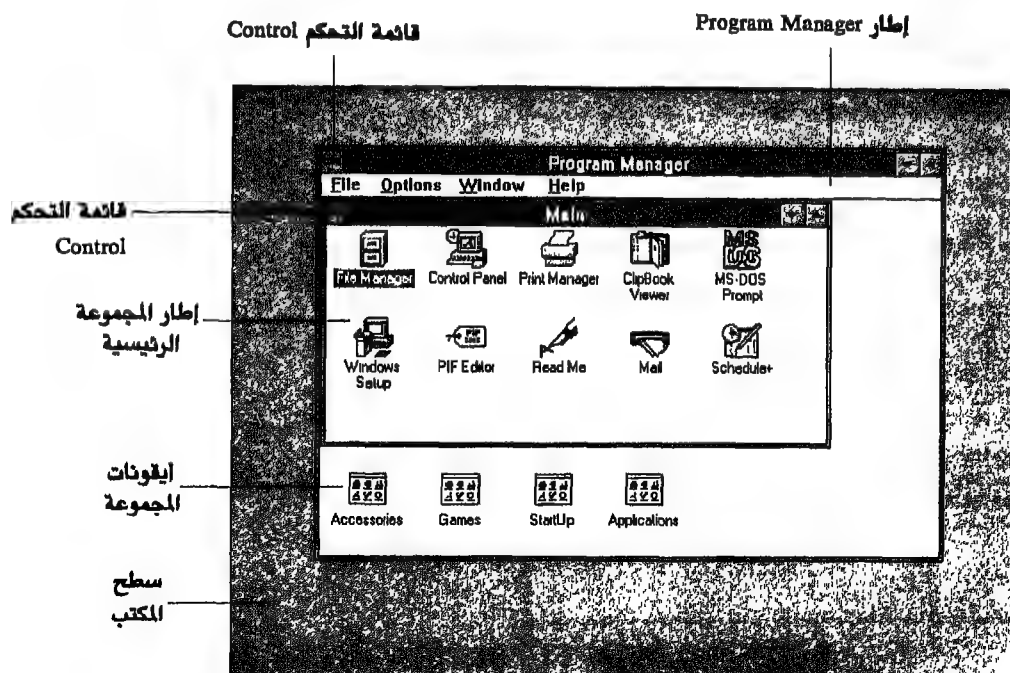 قائمة التحكم Control
إطار Program Manager
Program Manager
File Options Window Help
Main
قائمة التحكم
Control
File Manager Control Panel Print Manager ClipBook Viewer MS-DOS Prompt
إطار المجموعة
الرئيسية
Windows Setup PIF Editor Read Me Mail Schedule+
آيقونات
المجموعة
Accessories Games StartUp Applications
سطح
المكتب